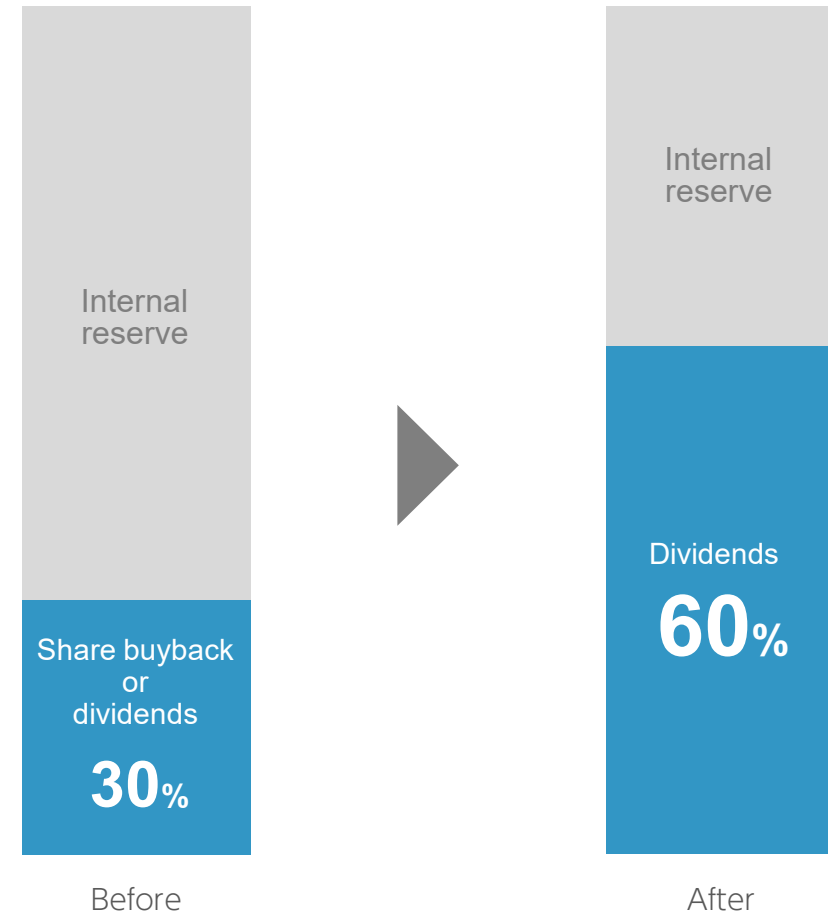 Internal
reserve
Share buyback
or
dividends
30%
Before
Internal
reserve
Dividends
60%
After